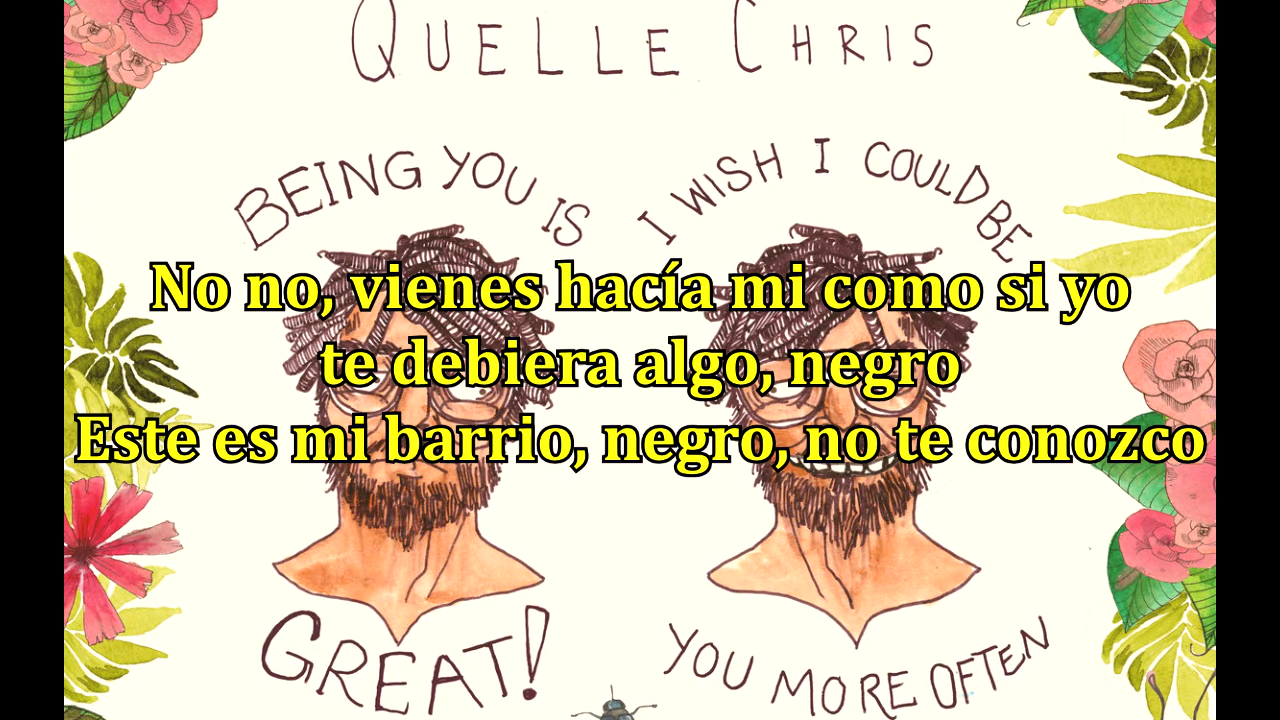 QUELLE CHRIS
BEING YOU IS
GREAT!
I WISH I COULD BE
YOU MORE OFTEN
No no, vienes hacía mi como si yo
te debiera algo, negro
Este es mi barrio, negro, no te conozco